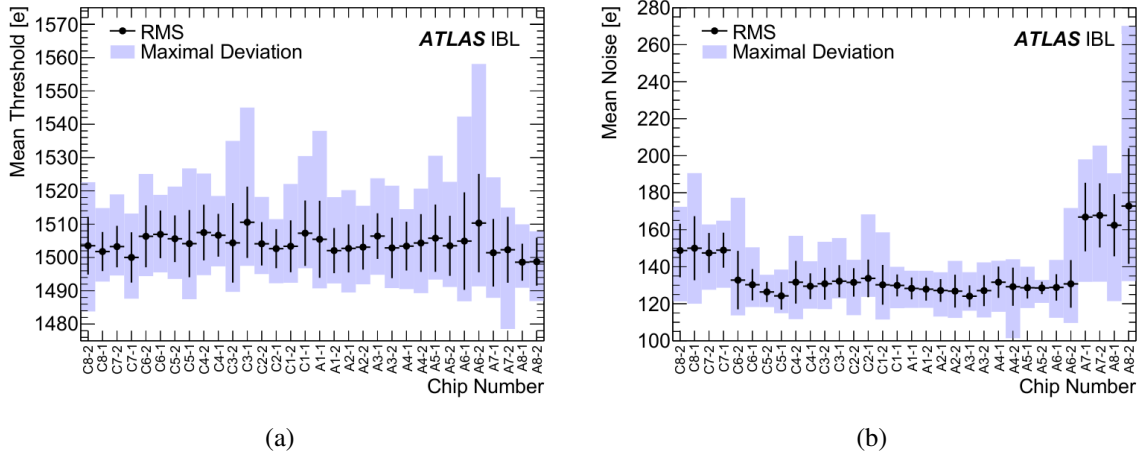 Mean Threshold [e]
1570
1560
1550
1540
1530
1520
1510
1500
1490
1480
RMS
Maximal Deviation
ATLAS IBL
C8-2 C8-1 C7-2 C7-1 C6-2 C6-1 C5-2 C5-1 C4-2 C4-1 C3-2 C3-1 C2-2 C2-1 C1-2 C1-1 A1-1 A1-2 A2-1 A2-2 A3-1 A3-2 A4-1 A4-2 A5-1 A5-2 A6-1 A6-2 A7-1 A7-2 A8-1 A8-2
Chip Number
(a)
Mean Noise [e]
280
260
240
220
200
180
160
140
120
100
RMS
Maximal Deviation
ATLAS IBL
C8-2 C8-1 C7-2 C7-1 C6-2 C6-1 C5-2 C5-1 C4-2 C4-1 C3-2 C3-1 C2-2 C2-1 C1-2 C1-1 A1-1 A1-2 A2-1 A2-2 A3-1 A3-2 A4-1 A4-2 A5-1 A5-2 A6-1 A6-2 A7-1 A7-2 A8-1 A8-2
Chip Number
(b)